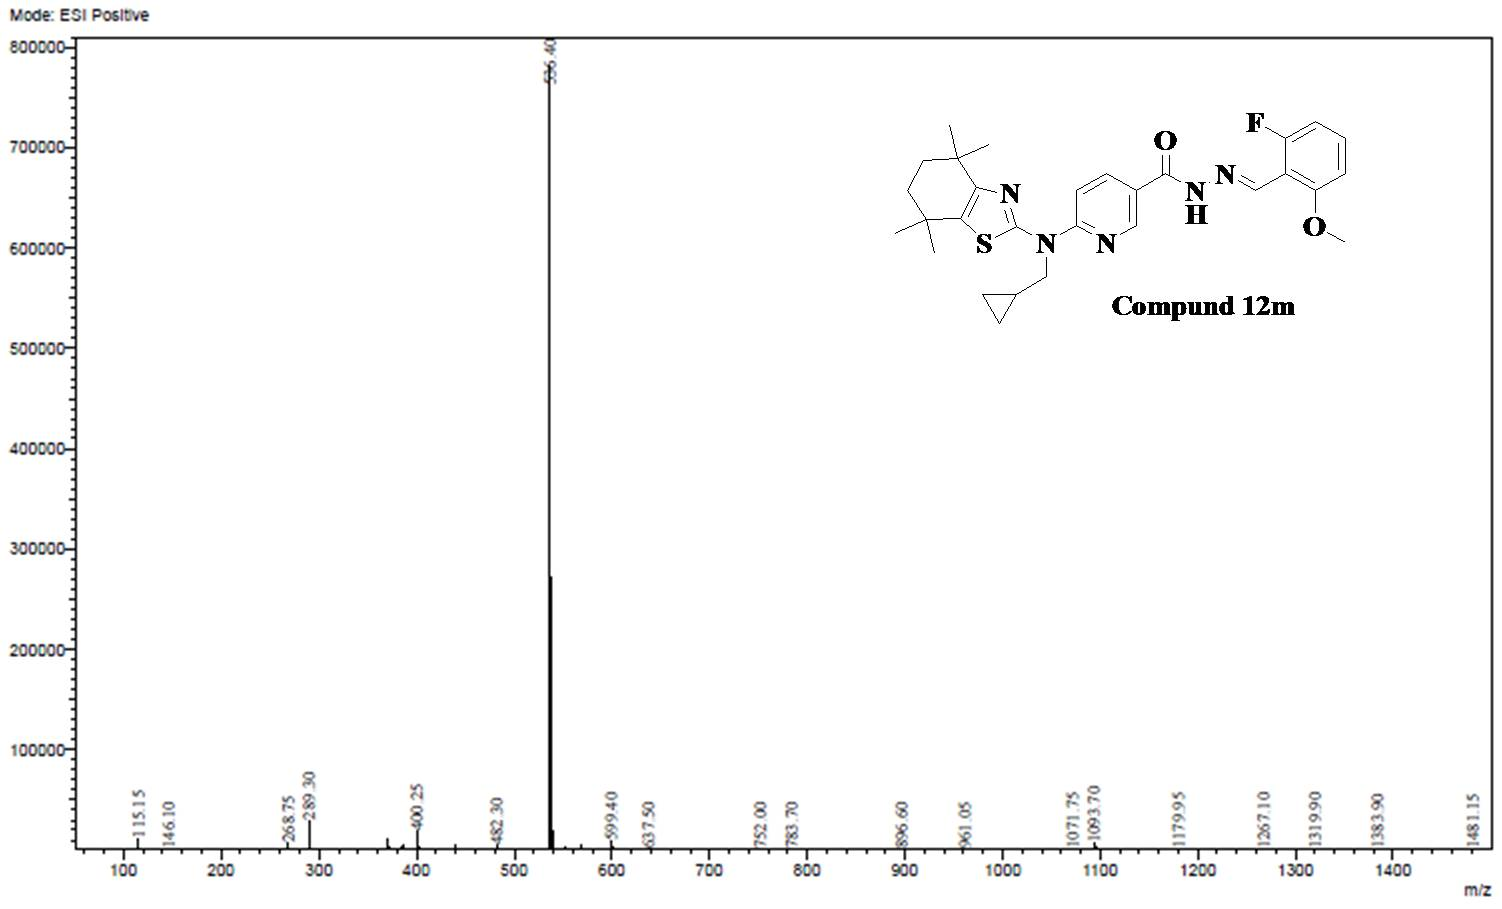 Mode: ESI Positive
800000
700000
600000
500000
400000
300000
200000
100000
536.40
115.15
146.10
268.75
289.30
400.25
482.30
599.40
637.50
752.00
783.70
896.60
961.05
1071.75
1093.70
1179.95
1267.10
1319.90
1383.90
1481.15
100 200 300 400 500 600 700 800 900 1000 1100 1200 1300 1400
m/z
F
O
N
N
N
H
O
S
N
N
Compund 12m